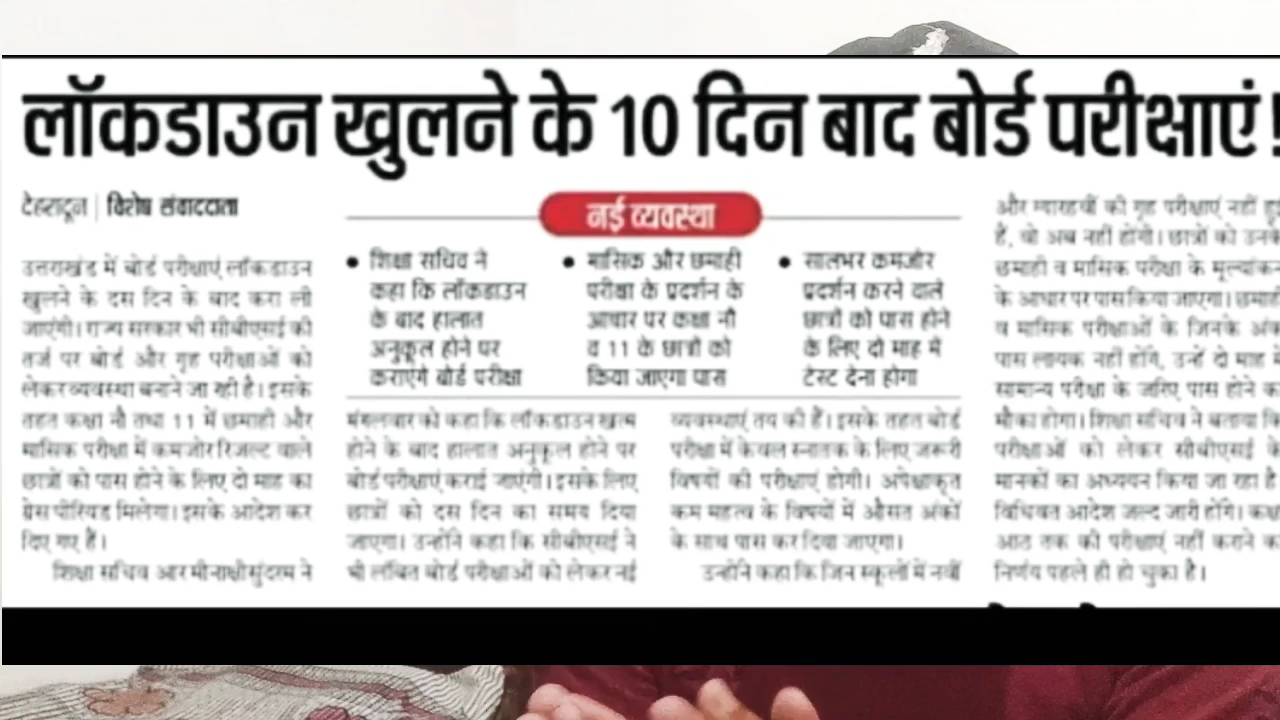 लॉकडाउन खुलने के 10 दिन बाद बोर्ड परीक्षाएं !
देहरादून | विशेष संवाददाता
उत्तराखंड में बोर्ड परीक्षाएं लॉकडाउन
खुलने के दस दिन के बाद करा ली
जाएंगी। राज्य सरकार भी सीबीएसई की
तर्ज पर बोर्ड और गृह परीक्षाओं को
लेकर व्यवस्था बनाने जा रही है। इसके
तहत कक्षा नौ तथा 11 में छमाही और
मासिक परीक्षा में कमजोर रिजल्ट वाले
छात्रों को पास होने के लिए दो माह का
ग्रेस पीरियड मिलेगा। इसके आदेश कर
दिए गए हैं।
शिक्षा सचिव आर मीनाक्षी सुंदरम ने
नई व्यवस्था
● शिक्षा सचिव ने
कहा कि लॉकडाउन
के बाद हालात
अनुकूल होने पर
कराएंगे बोर्ड परीक्षा
● मासिक और छमाही
परीक्षा के प्रदर्शन के
आधार पर कक्षा नौ
व 11 के छात्रों को
किया जाएगा पास
● सालभर कमजोर
प्रदर्शन करने वाले
छात्रों को पास होने
के लिए दो माह में
टेस्ट देना होगा
मंगलवार को कहा कि लॉकडाउन खत्म
होने के बाद हालात अनुकूल होने पर
बोर्ड परीक्षाएं कराई जाएंगी। इसके लिए
छात्रों को दस दिन का समय दिया
जाएगा। उन्होंने कहा कि सीबीएसई ने
भी लंबित बोर्ड परीक्षाओं को लेकर नई
व्यवस्थाएं तय की हैं। इसके तहत बोर्ड
परीक्षा में केवल स्नातक के लिए जरूरी
विषयों की परीक्षाएं होंगी। अपेक्षाकृत
कम महत्व के विषयों में औसत अंकों
के साथ पास कर दिया जाएगा।
उन्होंने कहा कि जिन स्कूलों में नवीं
और ग्यारहवीं की गृह परीक्षाएं नहीं
हैं, वो अब नहीं होंगी। छात्रों को
छमाही व मासिक परीक्षा के मूल्यांकन
के आधार पर पास किया जाएगा। छमाही
व मासिक परीक्षाओं के जिनके अंक
पास लायक नहीं होंगे, उन्हें दो माह में
सामान्य परीक्षा के जरिए पास होने का
मौका होगा। शिक्षा सचिव ने बताया कि
परीक्षाओं को लेकर सीबीएसई के
मानकों का अध्ययन किया जा रहा है
विधिवत आदेश जल्द जारी होंगे। कक्षा
आठ तक की परीक्षाएं नहीं कराने का
निर्णय पहले ही हो चुका है।